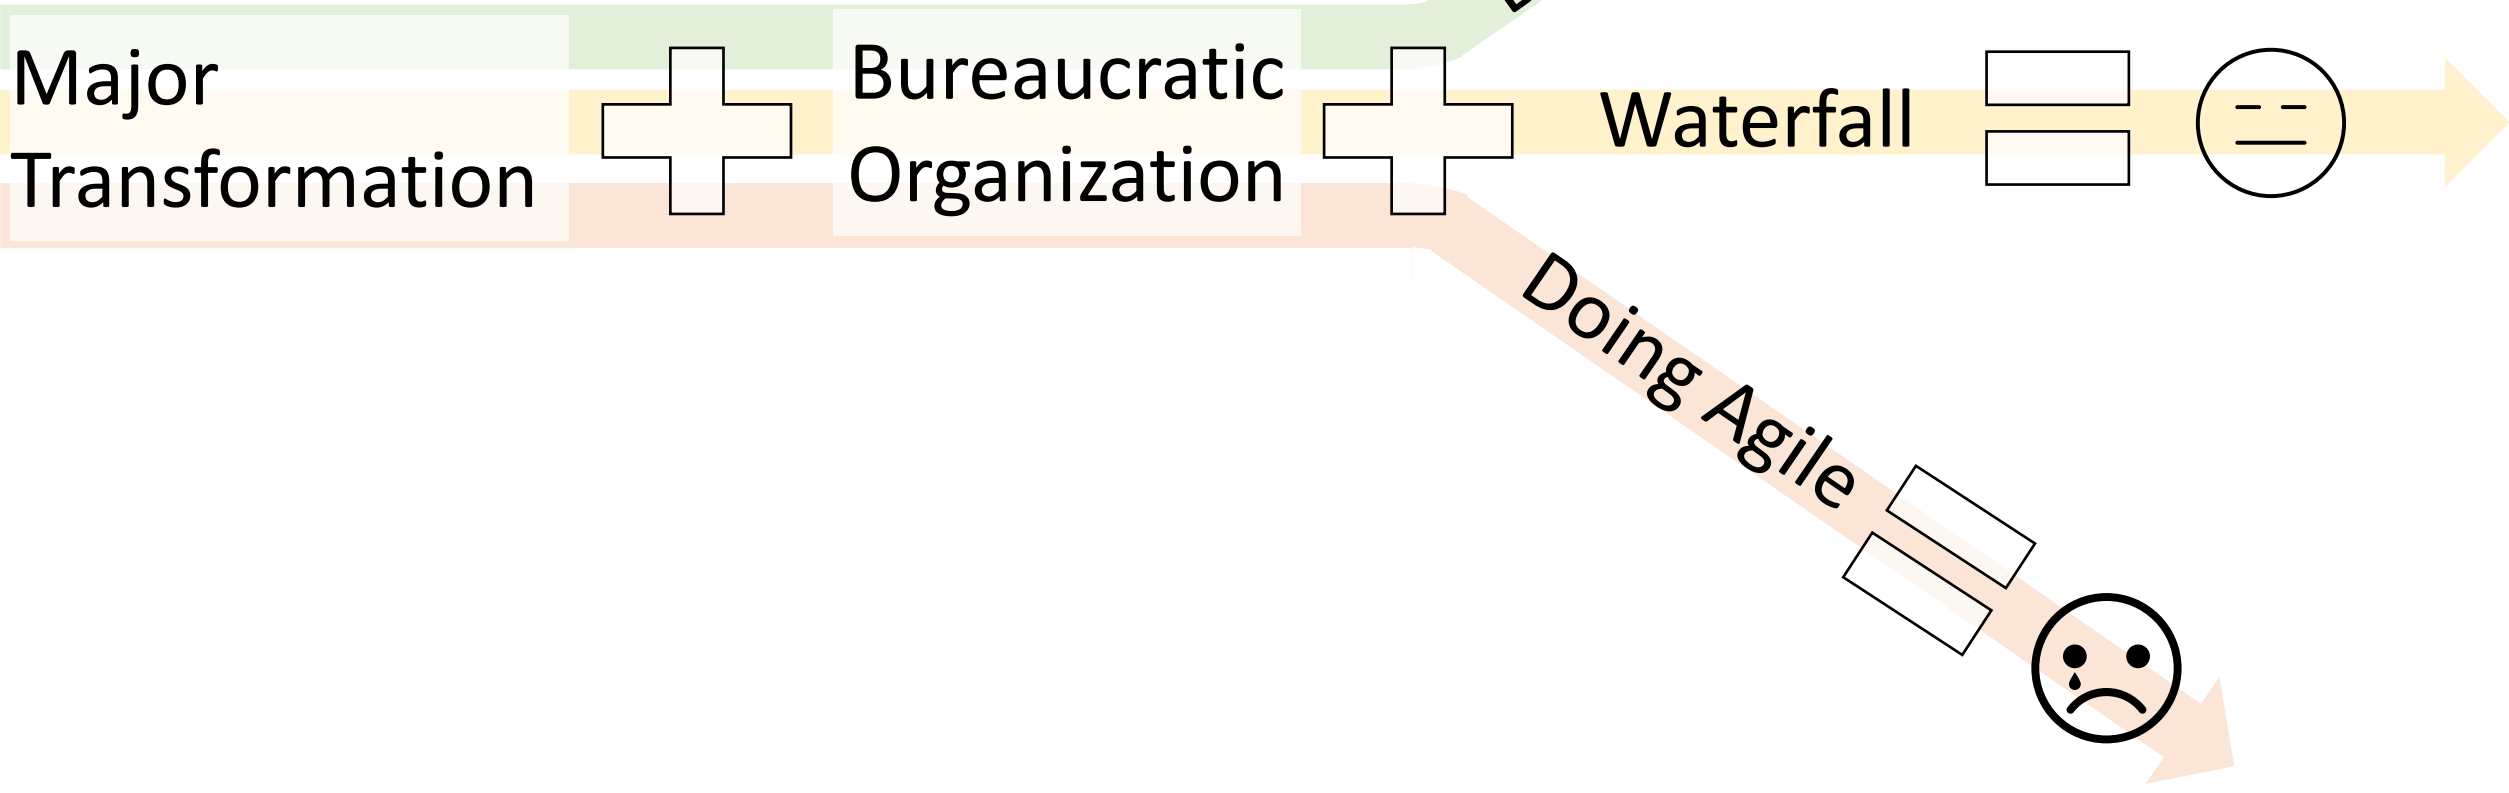 Major
Transformation
Bureaucratic
Organization
Waterfall
Doing Agile